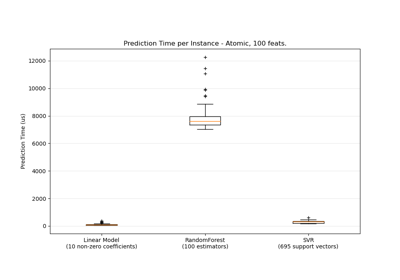 Prediction Time per Instance - Atomic, 100 feats.
Prediction Time (us)
12000
10000
8000
6000
4000
2000
0
Linear Model
(10 non-zero coefficients)
RandomForest
(100 estimators)
SVR
(695 support vectors)